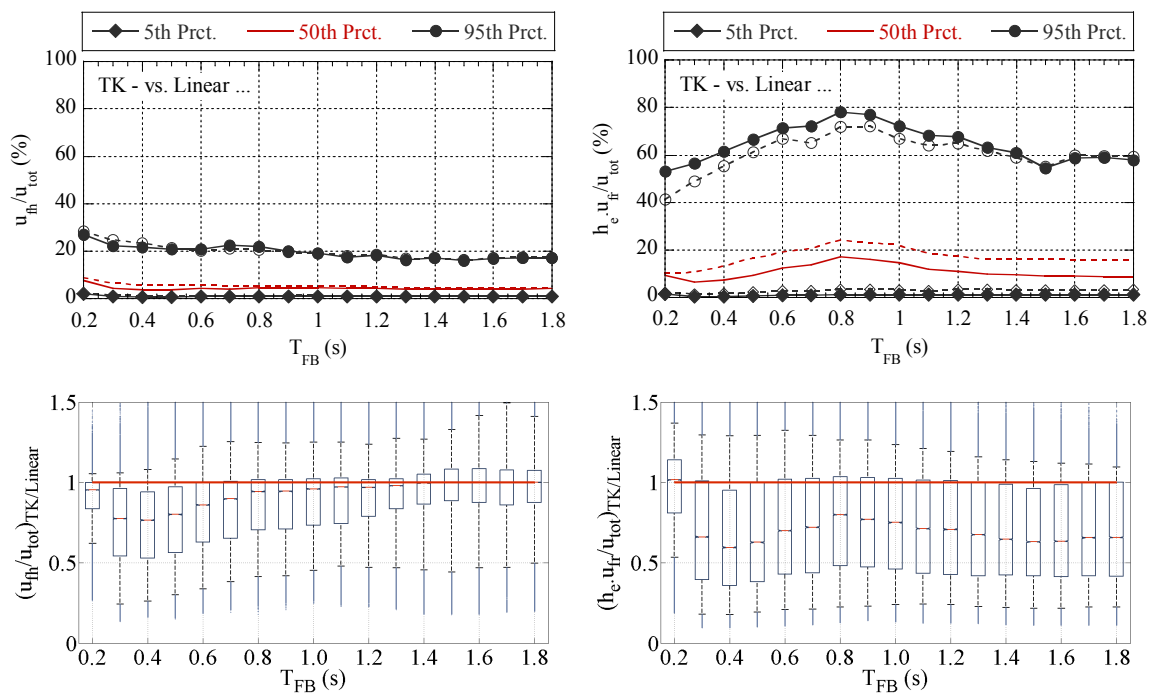 5th Prct. 50th Prct. 95th Prct.
TK - vs. Linear ...
u_fh/u_tot (%)
100
80
60
40
20
0
0.2 0.4 0.6 0.8 1 1.2 1.4 1.6 1.8
T_FB (s)
5th Prct. 50th Prct. 95th Prct.
TK - vs. Linear ...
h_e.u_fr/u_tot (%)
100
80
60
40
20
0
0.2 0.4 0.6 0.8 1 1.2 1.4 1.6 1.8
T_FB (s)
(u_fh/u_tot)TK/Linear
1.5
1
0.5
0
0.2 0.4 0.6 0.8 1.0 1.2 1.4 1.6 1.8
T_FB (s)
(h_e.u_fr/u_tot)TK/Linear
1.5
1
0.5
0
0.2 0.4 0.6 0.8 1.0 1.2 1.4 1.6 1.8
T_FB (s)